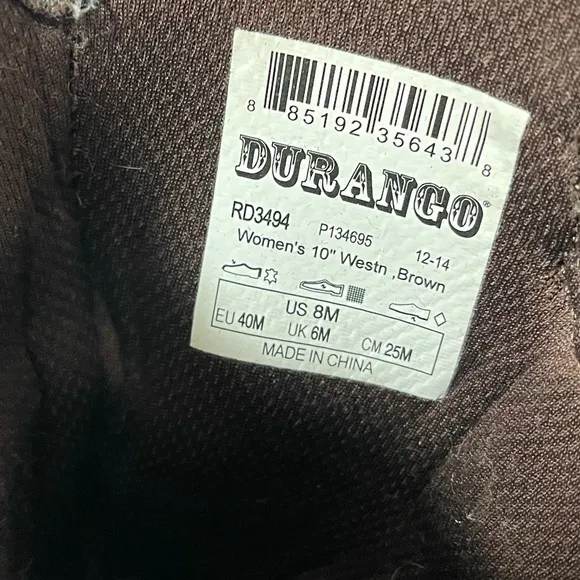 8 85192 35643 8
DURANGO®
RD3494 P134695 12-14
Women's 10" Westn ,Brown
EU 40M US 8M UK 6M CM 25M
MADE IN CHINA